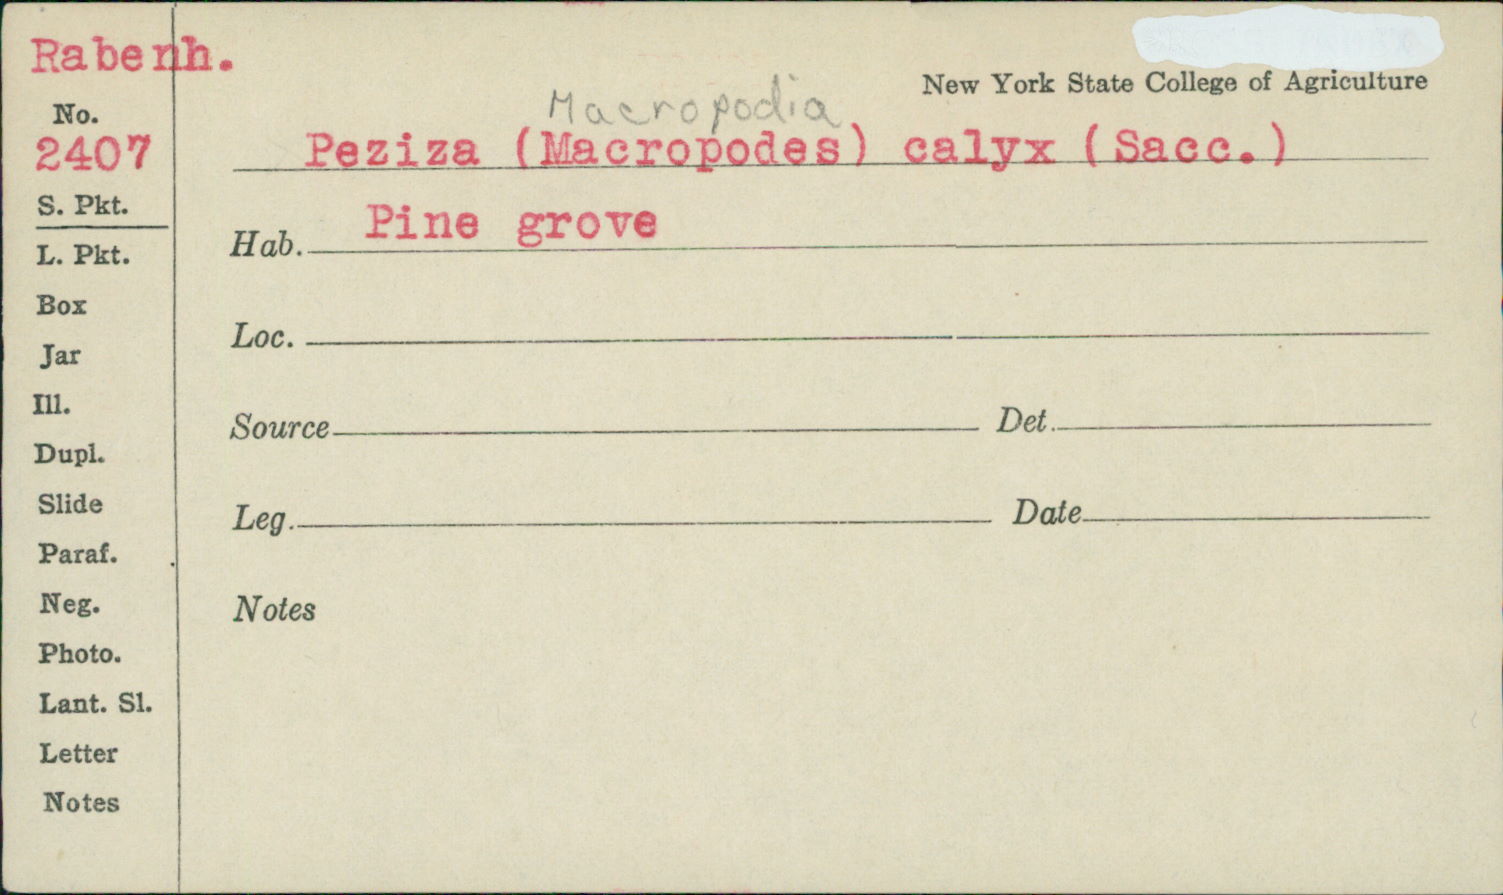 Rabenh.
No.
2407
S. Pkt.
L. Pkt.
Box
Jar
Ill.
Dupl.
Slide
Paraf.
Neg.
Photo.
Lant. Sl.
Letter
Notes
New York State College of Agriculture
Macropodia
Peziza (Macropodes) calyx (Sacc.)
Hab. Pine grove
Loc.
Source Det.
Leg. Date
Notes